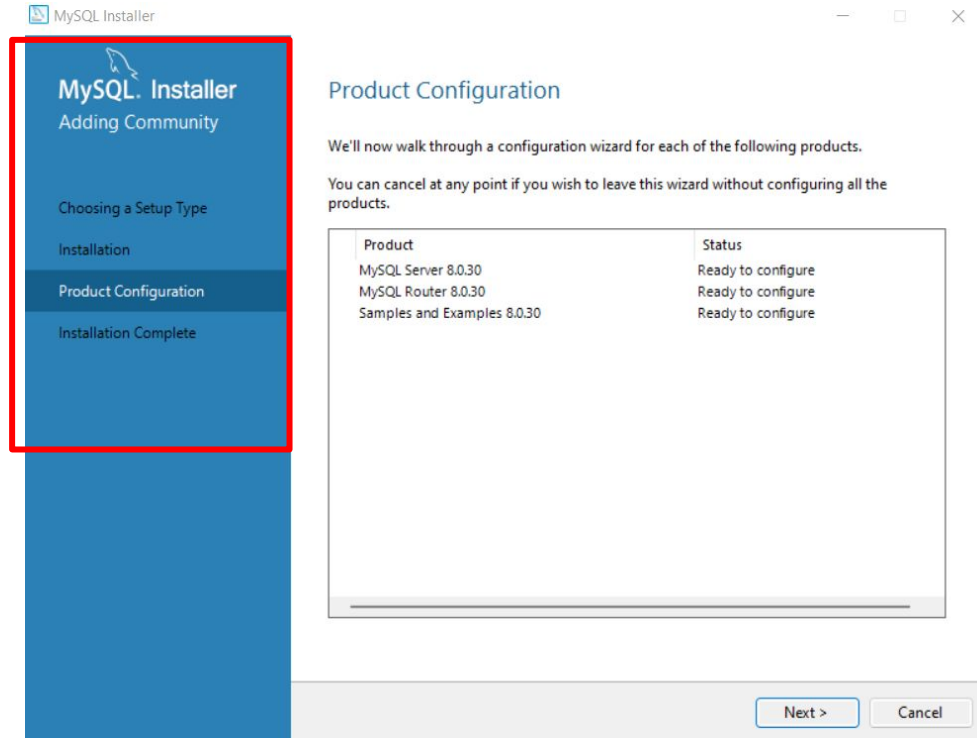 MySQL Installer
MySQL. Installer
Adding Community
Choosing a Setup Type
Installation
Product Configuration
Installation Complete
Product Configuration
We'll now walk through a configuration wizard for each of the following products.
You can cancel at any point if you wish to leave this wizard without configuring all the
products.
Product Status
MySQL Server 8.0.30 Ready to configure
MySQL Router 8.0.30 Ready to configure
Samples and Examples 8.0.30 Ready to configure
Next > Cancel